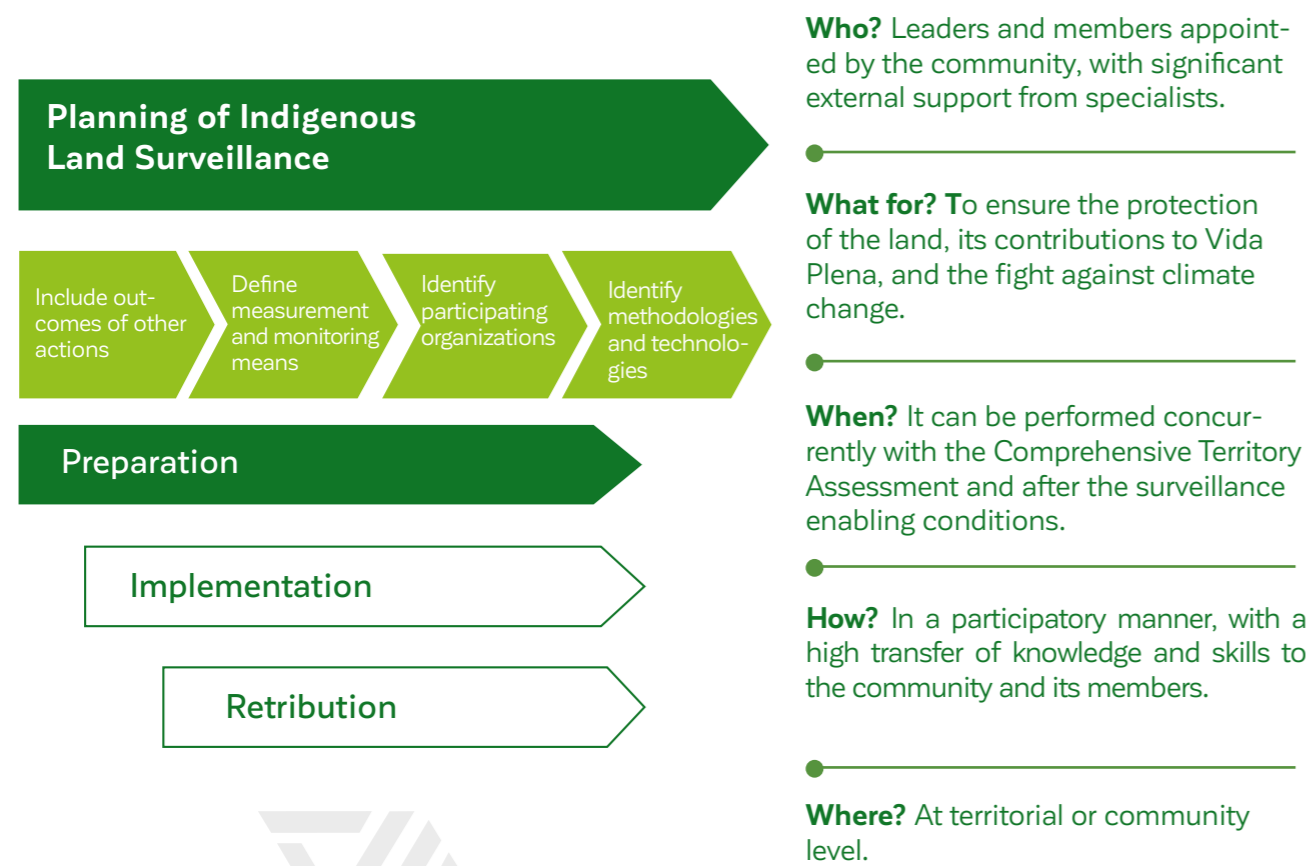 Planning of Indigenous
Land Surveillance
Include out-
comes of other
actions
Define
measurement
and monitoring
means
Identify
participating
organizations
Identify
methodologies
and technolo-
gies
Preparation
Implementation
Retribution
Who? Leaders and members appoint-
ed by the community, with significant
external support from specialists.
What for? To ensure the protection
of the land, its contributions to Vida
Plena, and the fight against climate
change.
When? It can be performed concur-
rently with the Comprehensive Territory
Assessment and after the surveillance
enabling conditions.
How? In a participatory manner, with a
high transfer of knowledge and skills to
the community and its members.
Where? At territorial or community
level.